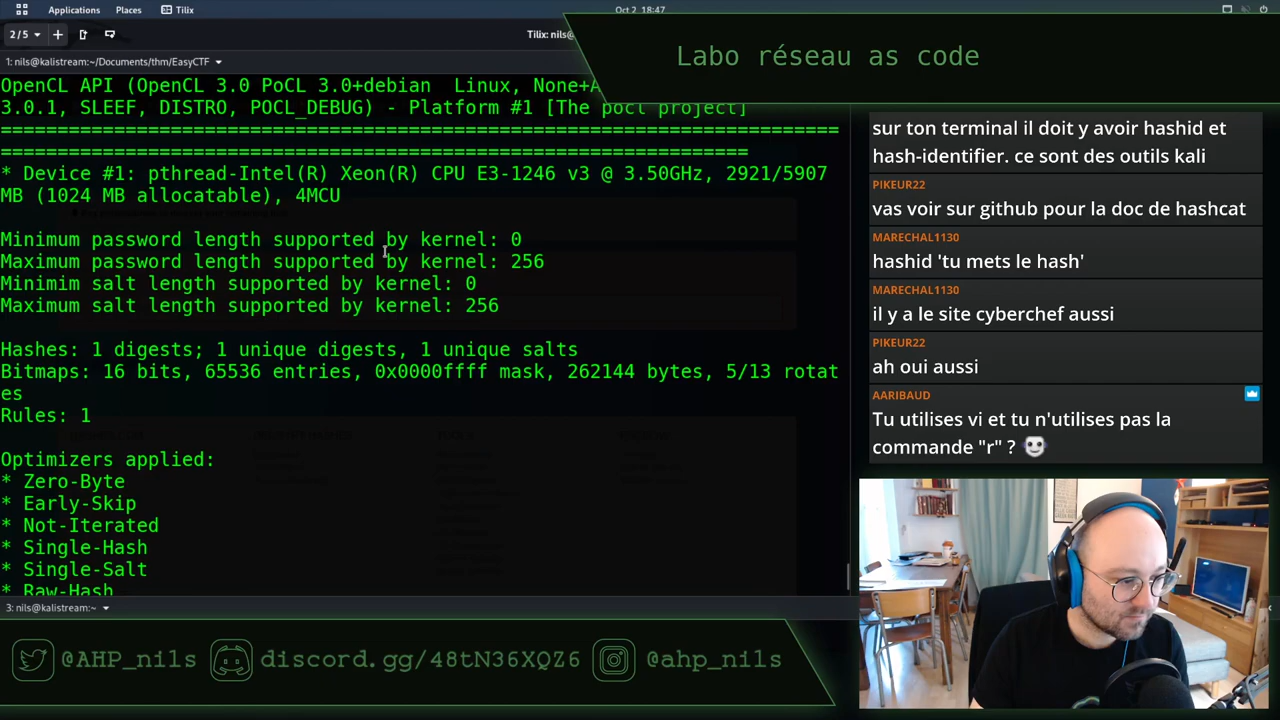 Applications Places Tilix
Oct 2 18:47
2/5
Tilix: nils@
Labo réseau as code
1: nils@kalistream:~/Documents/thm/EasyCTF
OpenCL API (OpenCL 3.0 PoCL 3.0+debian  Linux, None+A
3.0.1, SLEEF, DISTRO, POCL_DEBUG) - Platform #1 [The pocl project]
==========================================================================
==================================================================
* Device #1: pthread-Intel(R) Xeon(R) CPU E3-1246 v3 @ 3.50GHz, 2921/5907
MB (1024 MB allocatable), 4MCU
Minimum password length supported by kernel: 0
Maximum password length supported by kernel: 256
Minimim salt length supported by kernel: 0
Maximum salt length supported by kernel: 256
Hashes: 1 digests; 1 unique digests, 1 unique salts
Bitmaps: 16 bits, 65536 entries, 0x0000ffff mask, 262144 bytes, 5/13 rotat
es
Rules: 1
Optimizers applied:
* Zero-Byte
* Early-Skip
* Not-Iterated
* Single-Hash
* Single-Salt
* Raw-Hash
3: nils@kalistream:~
sur ton terminal il doit y avoir hashid et
hash-identifier. ce sont des outils kali
PIKEUR22
vas voir sur github pour la doc de hashcat
MARECHAL1130
hashid 'tu mets le hash'
MARECHAL1130
il y a le site cyberchef aussi
PIKEUR22
ah oui aussi
AARIBAUD
Tu utilises vi et tu n'utilises pas la
commande "r" ?
@AHP_nils discord.gg/48tN36XQZ6 @ahp_nils